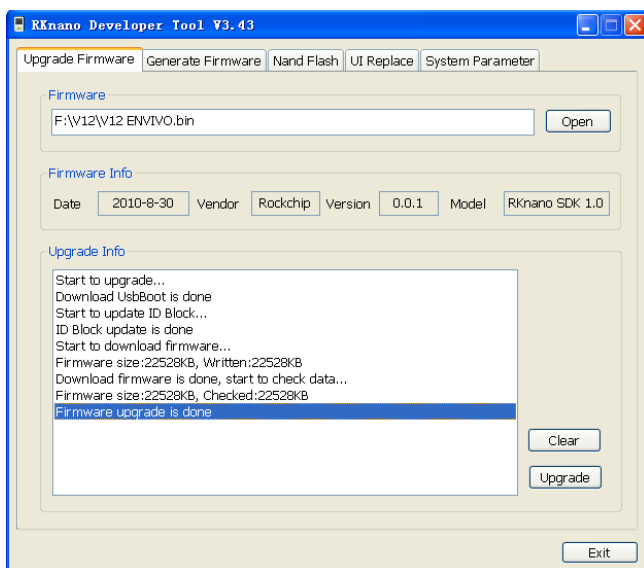 RKnano Developer Tool V3.43
Upgrade Firmware Generate Firmware Nand Flash UI Replace System Parameter
Firmware
F:\V12\V12 ENVIVO.bin Open
Firmware Info
Date 2010-8-30 Vendor Rockchip Version 0.0.1 Model RKnano SDK 1.0
Upgrade Info
Start to upgrade...
Download UsbBoot is done
Start to update ID Block...
ID Block update is done
Start to download firmware...
Firmware size:22528KB, Written:22528KB
Download firmware is done, start to check data...
Firmware size:22528KB, Checked:22528KB
Firmware upgrade is done
Clear
Upgrade
Exit